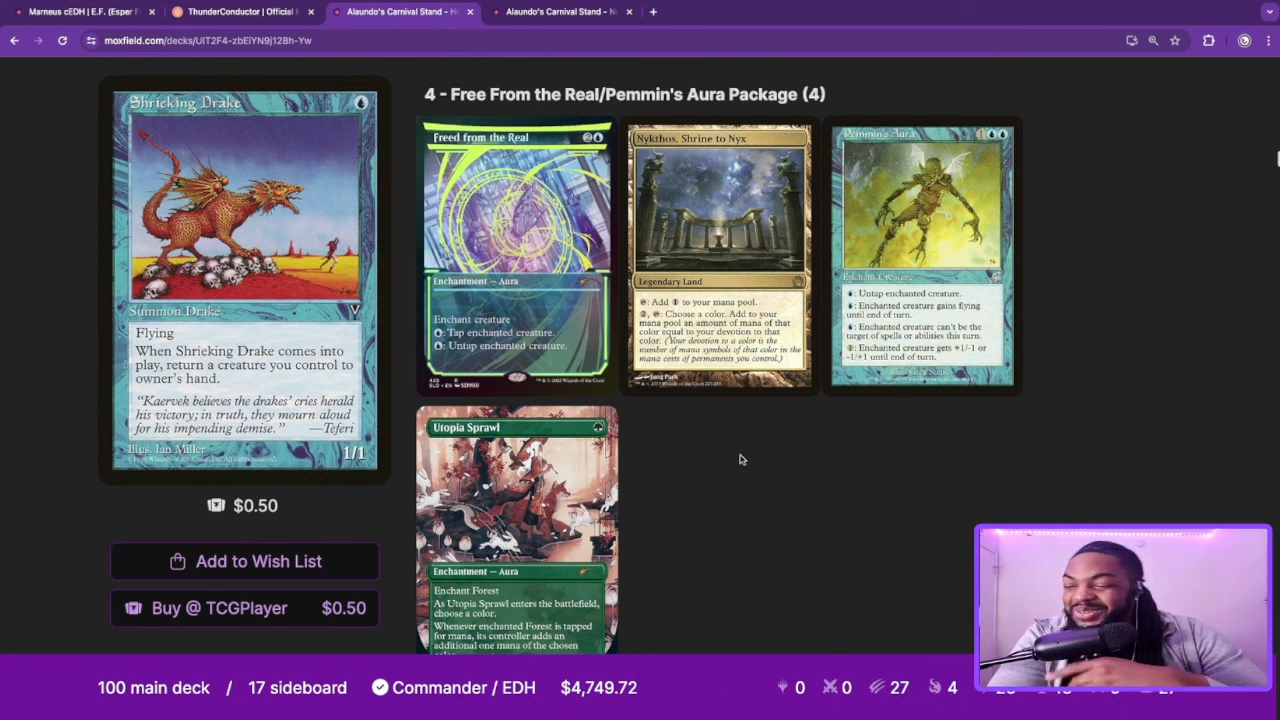 Marneus cEDH | E.F. (Esper F
ThunderConductor | Official
Alaundo's Carnival Stand -
Alaundo's Carnival Stand -
moxfield.com/decks/UIT2F4-zbEiYN9j12Bh-Yw
4 - Free From the Real/Pemmin's Aura Package (4)
Shrieking Drake
Summon Drake
Flying
When Shrieking Drake comes into
play, return a creature you control to
owner's hand.
"Kaervek believes the drakes' cries herald
his victory; in truth, they mourn aloud
for his impending demise." —Teferi
Illus. Ian Miller
1/1
$0.50
Add to Wish List
Buy @ TCGPlayer $0.50
Freed from the Real
2
Enchantment — Aura
Enchant creature
: Tap enchanted creature.
: Untap enchanted creature.
Nykthos, Shrine to Nyx
Legendary Land
: Add 1 to your mana pool.
2, : Choose a color. Add to your
mana pool an amount of mana of that
color equal to your devotion to that
color. (Your devotion to a color is the
number of mana symbols of that color in the
mana costs of permanents you control.)
Jung Park
Pemmin's Aura
1
Enchant Creature
: Untap enchanted creature.
: Enchanted creature gains flying
until end of turn.
: Enchanted creature can't be the
target of spells or abilities this turn.
1: Enchanted creature gets +1/-1 or
-1/+1 until end of turn.
Utopia Sprawl
Enchantment — Aura
Enchant Forest
As Utopia Sprawl enters the battlefield,
choose a color.
Whenever enchanted Forest is tapped
for mana, its controller adds an
additional one mana of the chosen
100 main deck / 17 sideboard
Commander / EDH
$4,749.72
0
0
27
4